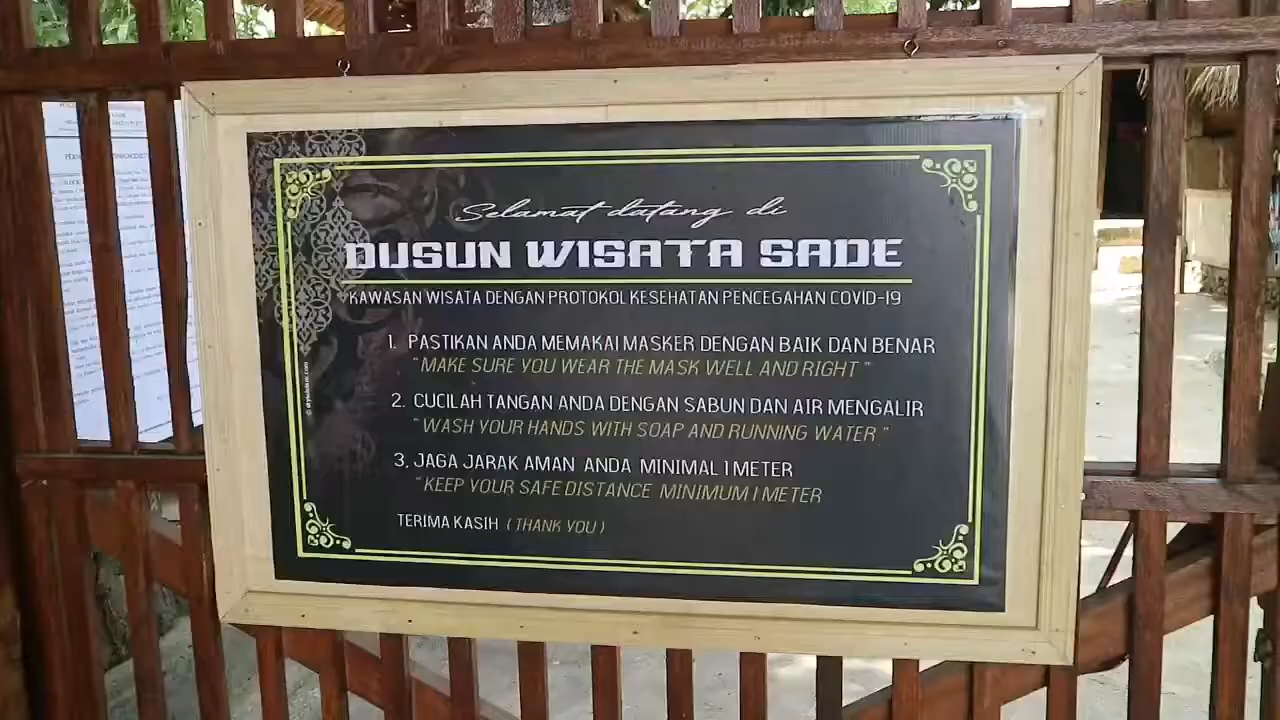 Selamat datang di
DUSUN WISATA SADE
KAWASAN WISATA DENGAN PROTOKOL KESEHATAN PENCEGAHAN COVID-19
1. PASTIKAN ANDA MEMAKAI MASKER DENGAN BAIK DAN BENAR
"MAKE SURE YOU WEAR THE MASK WELL AND RIGHT"
2. CUCILAH TANGAN ANDA DENGAN SABUN DAN AIR MENGALIR
"WASH YOUR HANDS WITH SOAP AND RUNNING WATER"
3, JAGA JARAK AMAN ANDA MINIMAL 1 METER
"KEEP YOUR SAFE DISTANCE MINIMUM 1 METER
TERIMA KASIH (THANK YOU)